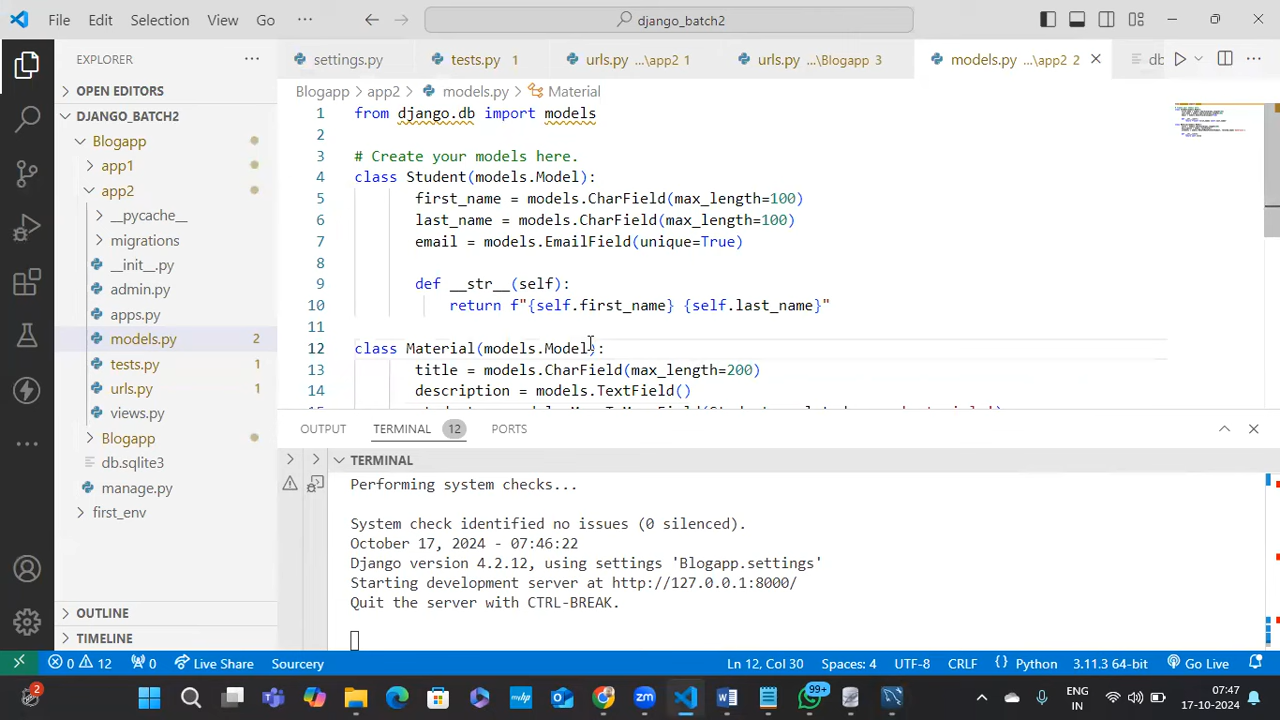 File Edit Selection View Go ··· django_batch2
EXPLORER ···
settings.py tests.py 1 urls.py ...\app2 1 urls.py ...\Blogapp 3 models.py ...\app2 2 db
OPEN EDITORS
DJANGO_BATCH2
Blogapp
app1
app2
__pycache__
migrations
__init__.py
admin.py
apps.py
models.py 2
tests.py
urls.py
views.py
Blogapp
db.sqlite3
manage.py
first_env
OUTLINE
TIMELINE
Blogapp > app2 > models.py > Material
1 from django.db import models
2
3 # Create your models here.
4 class Student(models.Model):
5 first_name = models.CharField(max_length=100)
6 last_name = models.CharField(max_length=100)
7 email = models.EmailField(unique=True)
8
9 def __str__(self):
10 return f"{self.first_name} {self.last_name}"
11
12 class Material(models.Model):
13 title = models.CharField(max_length=200)
14 description = models.TextField()
OUTPUT TERMINAL 12 PORTS
TERMINAL
Performing system checks...
System check identified no issues (0 silenced).
October 17, 2024 - 07:46:22
Django version 4.2.12, using settings 'Blogapp.settings'
Starting development server at http://127.0.0.1:8000/
Quit the server with CTRL-BREAK.
0 12 0 Live Share Sourcery Ln 12, Col 30 Spaces: 4 UTF-8 CRLF Python 3.11.3 64-bit Go Live
2 99+ ENG 07:47
IN 17-10-2024